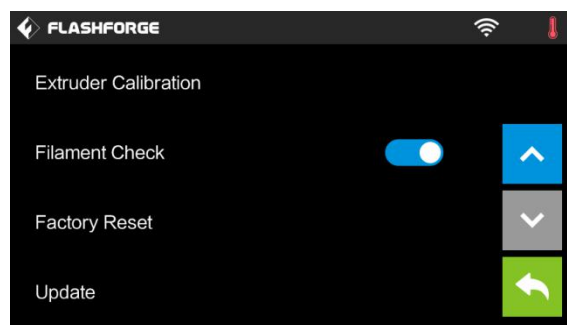 FLASHFORGE
Extruder Calibration
Filament Check
Factory Reset
Update